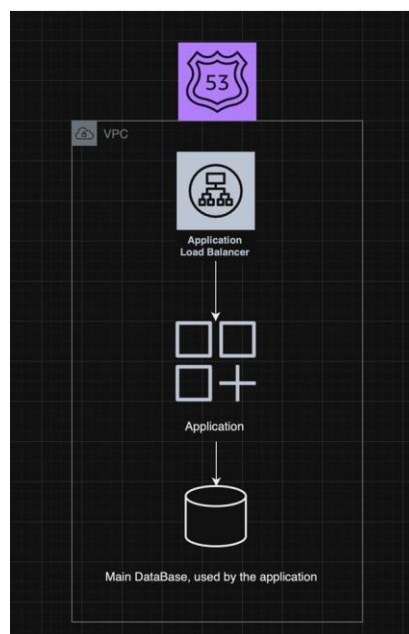 53
VPC
Application
Load Balancer
Application
Main DataBase, used by the application